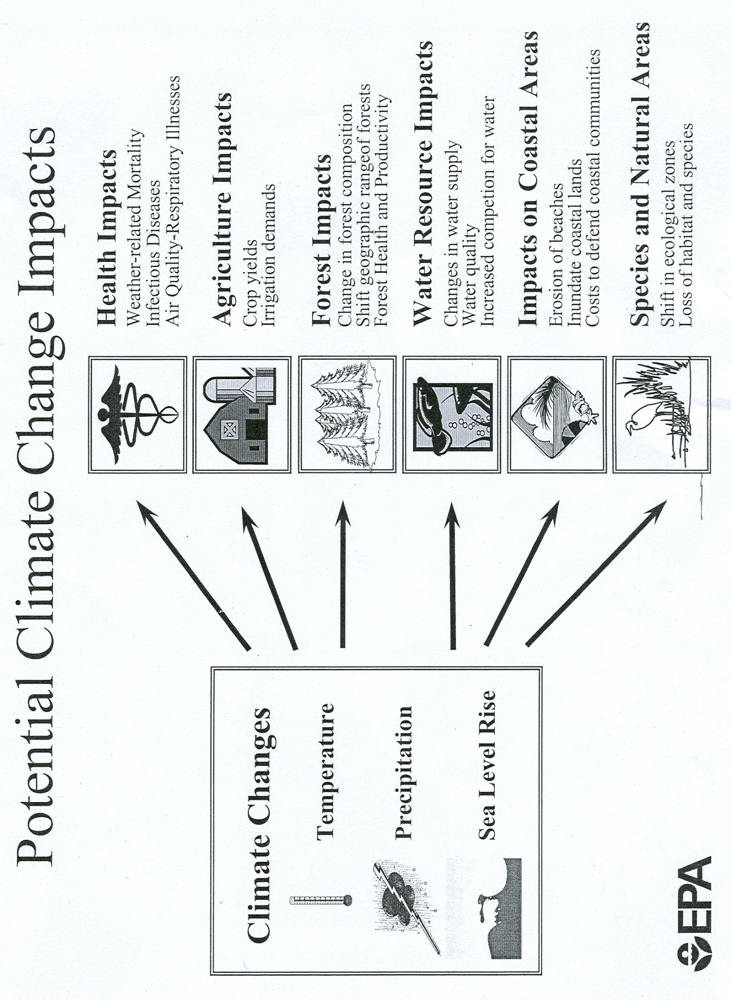 Potential Climate Change Impacts
Climate Changes
Temperature
Precipitation
Sea Level Rise
Health Impacts
Weather-related Mortality
Infectious Diseases
Air Quality-Respiratory Illnesses
Agriculture Impacts
Crop yields
Irrigation demands
Forest Impacts
Change in forest composition
Shift geographic rangeof forests
Forest Health and Productivity
Water Resource Impacts
Changes in water supply
Water quality
Increased competion for water
Impacts on Coastal Areas
Erosion of beaches
Inundate coastal lands
Costs to defend coastal communities
Species and Natural Areas
Shift in ecological zones
Loss of habitat and species
EPA